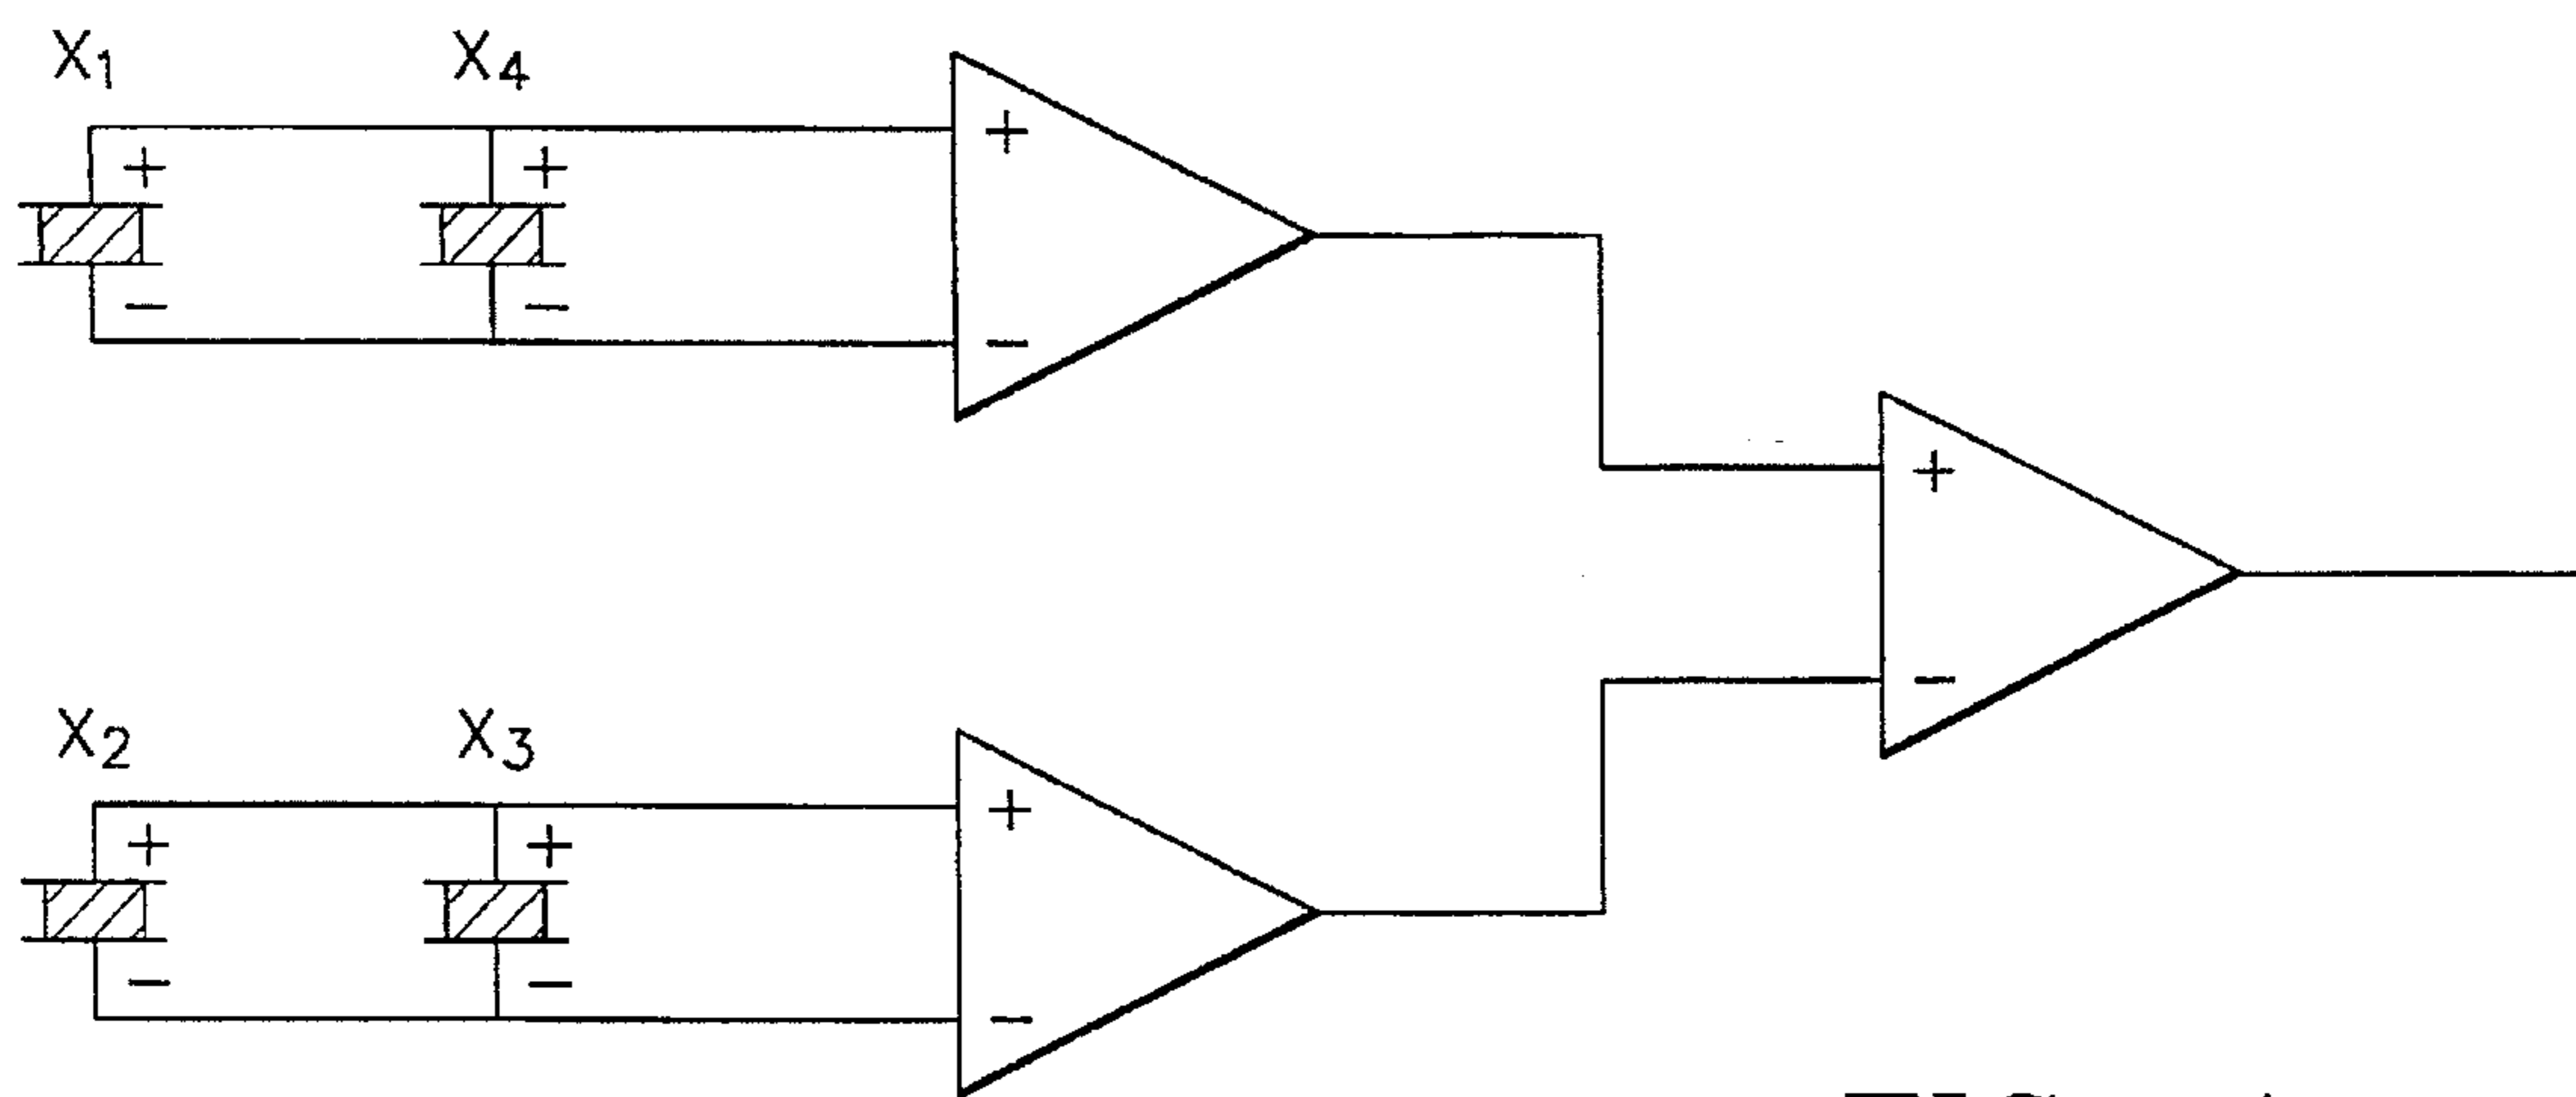 X1 X4
+ + +
− − −
+
−
X2 X3
+ + +
− − −